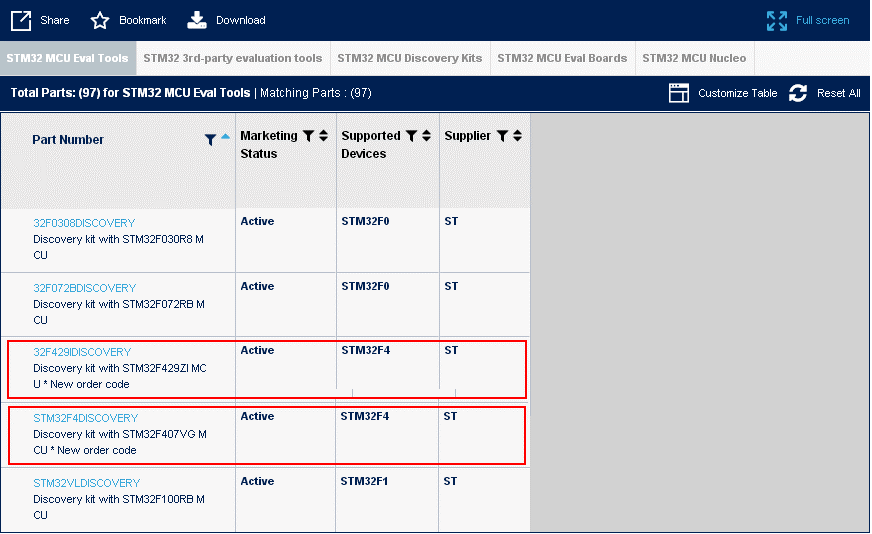 Share Bookmark Download Full screen
STM32 MCU Eval Tools STM32 3rd-party evaluation tools STM32 MCU Discovery Kits STM32 MCU Eval Boards STM32 MCU Nucleo
Total Parts: (97) for STM32 MCU Eval Tools | Matching Parts : (97) Customize Table Reset All
Part Number Marketing Status Supported Devices Supplier
32F0308DISCOVERY Active STM32F0 ST
Discovery kit with STM32F030R8 M
CU
32F072BDISCOVERY Active STM32F0 ST
Discovery kit with STM32F072RB M
CU
32F429IDISCOVERY Active STM32F4 ST
Discovery kit with STM32F429ZI MC
U * New order code
STM32F4DISCOVERY Active STM32F4 ST
Discovery kit with STM32F407VG M
CU * New order code
STM32VLDISCOVERY Active STM32F1 ST
Discovery kit with STM32F100RB M
CU